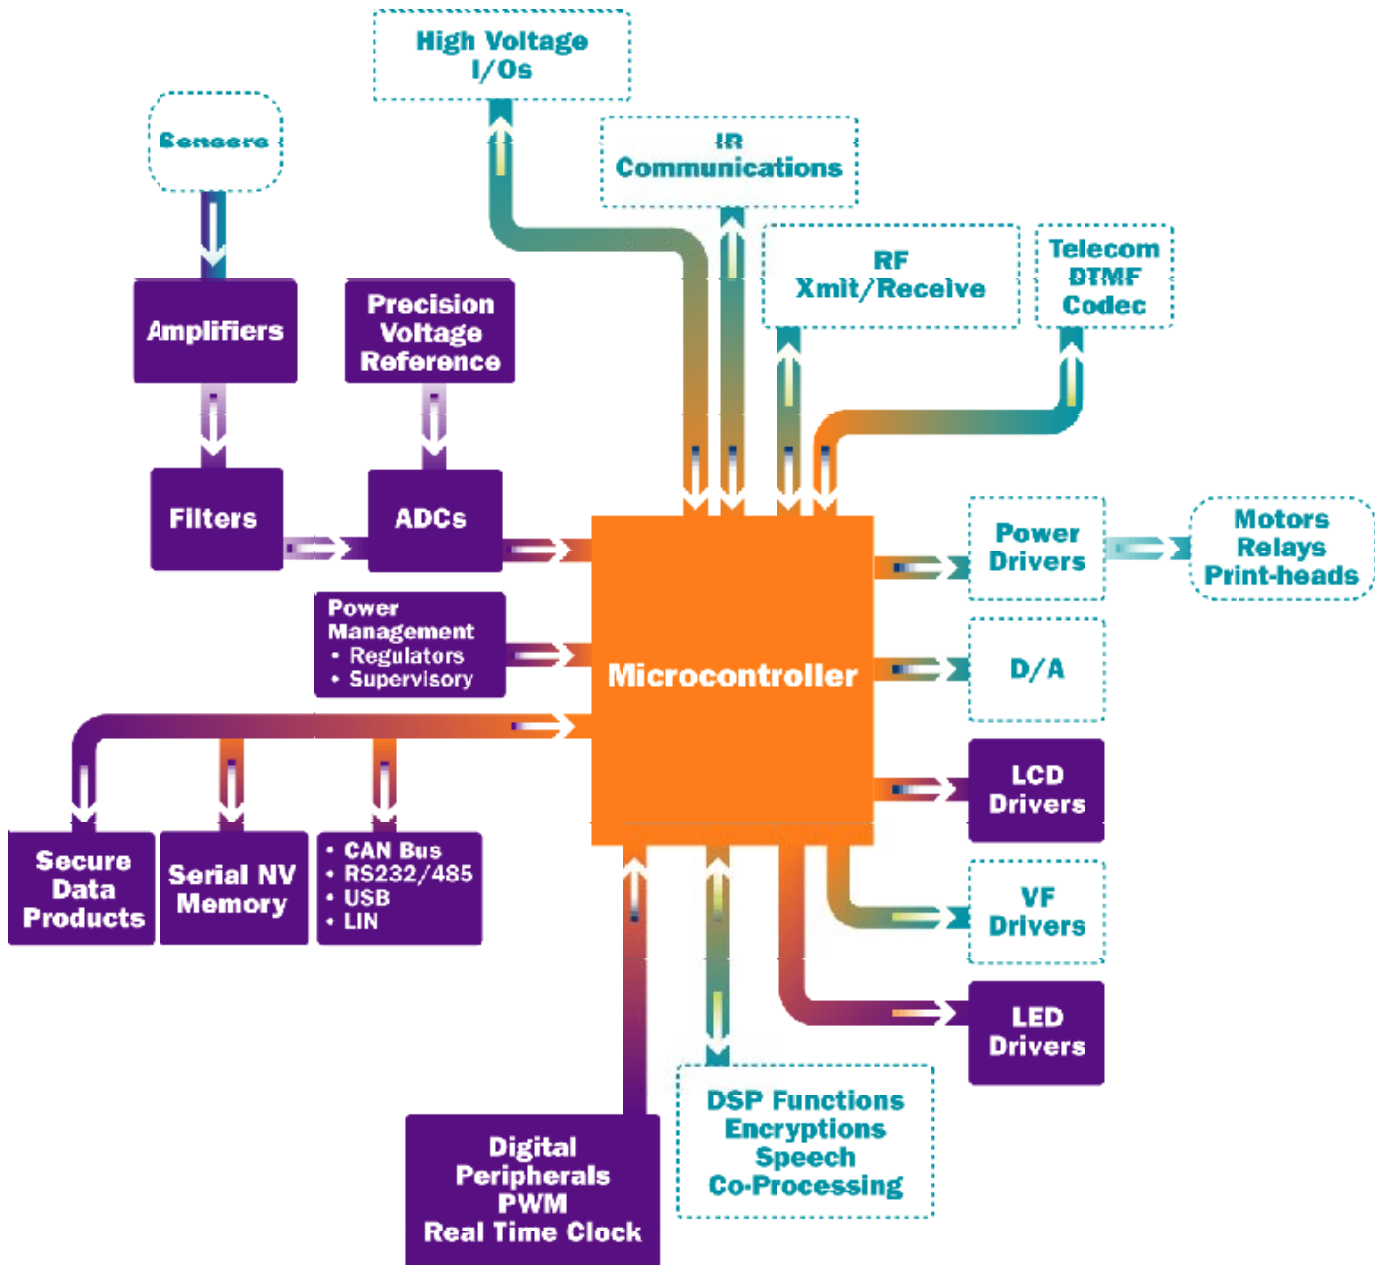 High Voltage
I/Os
Sensors
IR
Communications
RF
Xmit/Receive
Telecom
DTMF
Codec
Amplifiers
Precision
Voltage
Reference
Filters
ADCs
Power
Drivers
Motors
Relays
Print-heads
Power
Management
• Regulators
• Supervisory
Microcontroller
D/A
LCD
Drivers
Secure
Data
Products
Serial NV
Memory
• CAN Bus
• RS232/485
• USB
• LIN
VF
Drivers
LED
Drivers
DSP Functions
Encryptions
Speech
Co-Processing
Digital
Peripherals
PWM
Real Time Clock